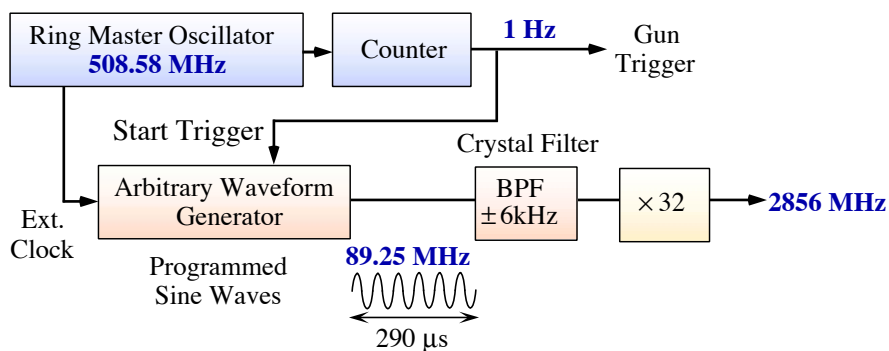 Ring Master Oscillator
508.58 MHz
Counter
1 Hz
Gun
Trigger
Start Trigger
Crystal Filter
Arbitrary Waveform
Generator
BPF
±6kHz
×32
2856 MHz
Ext.
Clock
Programmed
Sine Waves
89.25 MHz
290 μs